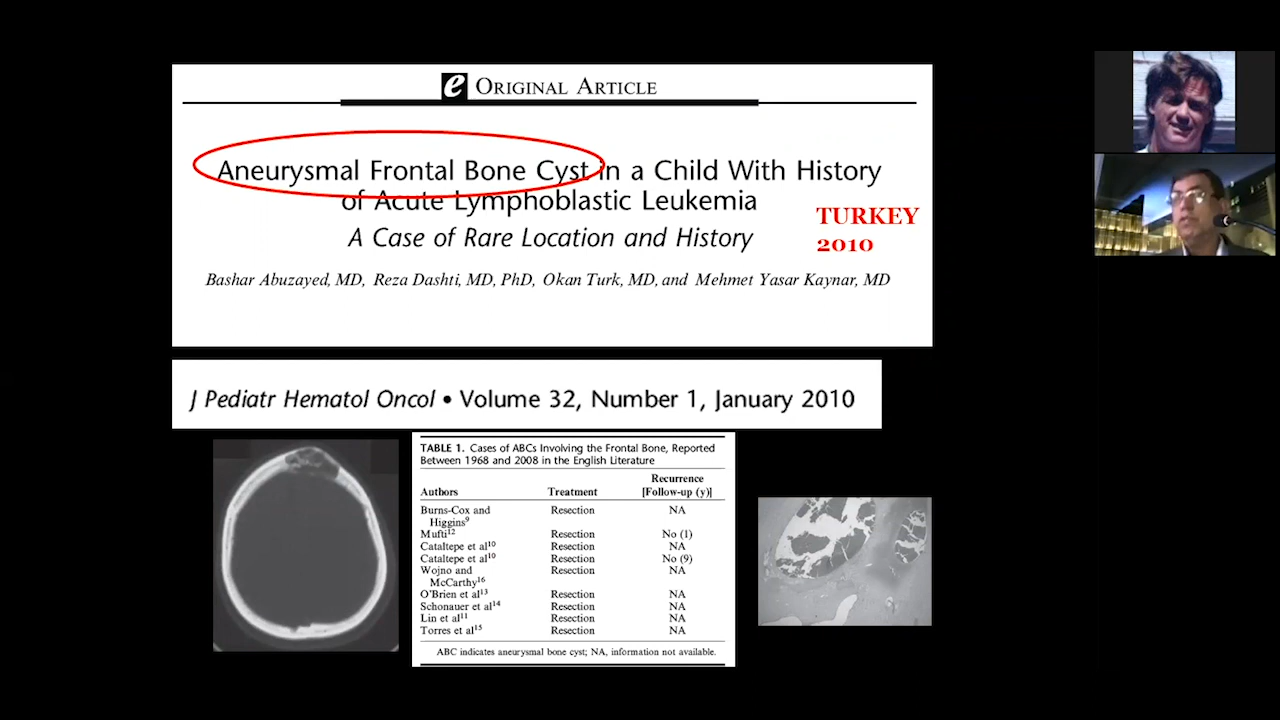 e ORIGINAL ARTICLE
Aneurysmal Frontal Bone Cyst in a Child With History
of Acute Lymphoblastic Leukemia
A Case of Rare Location and History
TURKEY
2010
Bashar Abuzayed, MD, Reza Dashti, MD, PhD, Okan Turk, MD, and Mehmet Yasar Kaynar, MD
J Pediatr Hematol Oncol • Volume 32, Number 1, January 2010
TABLE 1. Cases of ABCs Involving the Frontal Bone, Reported
Between 1968 and 2008 in the English Literature
Recurrence
Authors Treatment [Follow-up (y)]
Burns-Cox and Resection NA
Higgins9
Mufti12 Resection No (1)
Cataltepe et al10 Resection NA
Cataltepe et al10 Resection No (9)
Wojno and Resection NA
McCarthy16
O'Brien et al13 Resection NA
Schonauer et al14 Resection NA
Lin et al11 Resection NA
Torres et al15 Resection NA
ABC indicates aneurysmal bone cyst; NA, information not available.